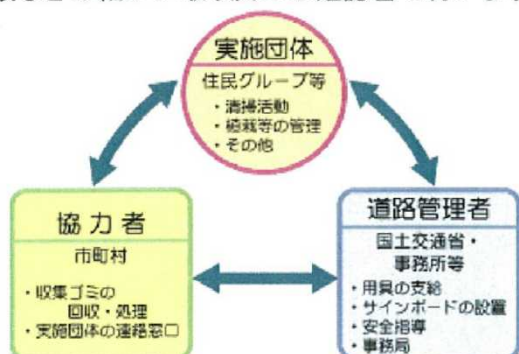 実施団体
住民グループ等
・清掃活動
・植栽等の管理
・その他
協力者
市町村
・収集ゴミの
回収・処理
・実施団体の連絡窓口
道路管理者
国土交通省・
事務所等
・用具の支給
・サインボードの設置
・安全指導
・事務局